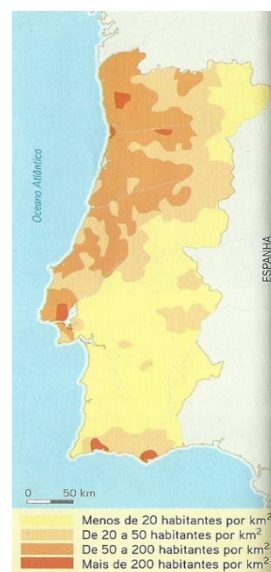 Oceano Atlântico
ESPANHA
0 50 km
Menos de 20 habitantes por km²
De 20 a 50 habitantes por km²
De 50 a 200 habitantes por km²
Mais de 200 habitantes por km²